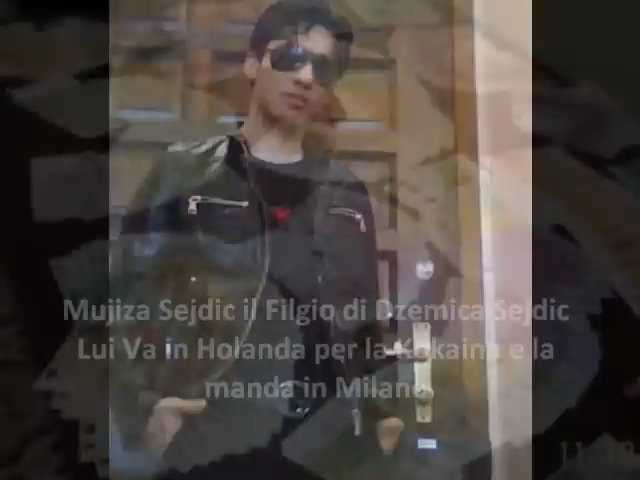 Mujiza Sejdic il Filgio di Dzemica Sejdic
Lui Va in Holanda per la Kokaina e la
manda in Milano